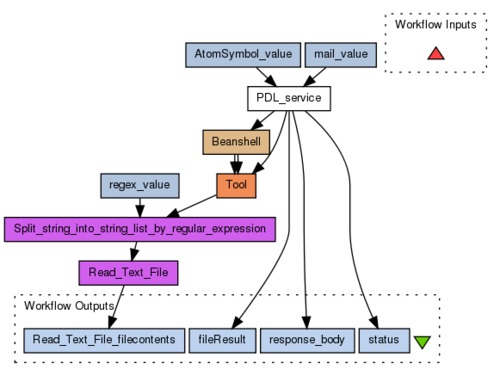 Workflow Inputs
AtomSymbol_value
mail_value
PDL_service
Beanshell
regex_value
Tool
Split_string_into_string_list_by_regular_expression
Read_Text_File
Workflow Outputs
Read_Text_File_filecontents
fileResult
response_body
status